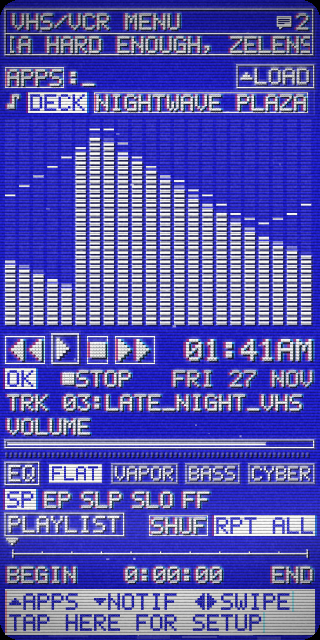 VHS/VCR MENU 2
[A HARD ENOUGH, ZELENS
APPS:_ LOAD
DECK NIGHTWAVE PLAZA
01:41AM
OK STOP FRI 27 NOV
TRK 03:LATE_NIGHT_VHS
VOLUME
EQ FLAT VAPOR BASS CYBER
SP EP SLP SLO FF
PLAYLIST SHUF RPT ALL
BEGIN 0:00:00 END
APPS NOTIF SWIPE
TAP HERE FOR SETUP